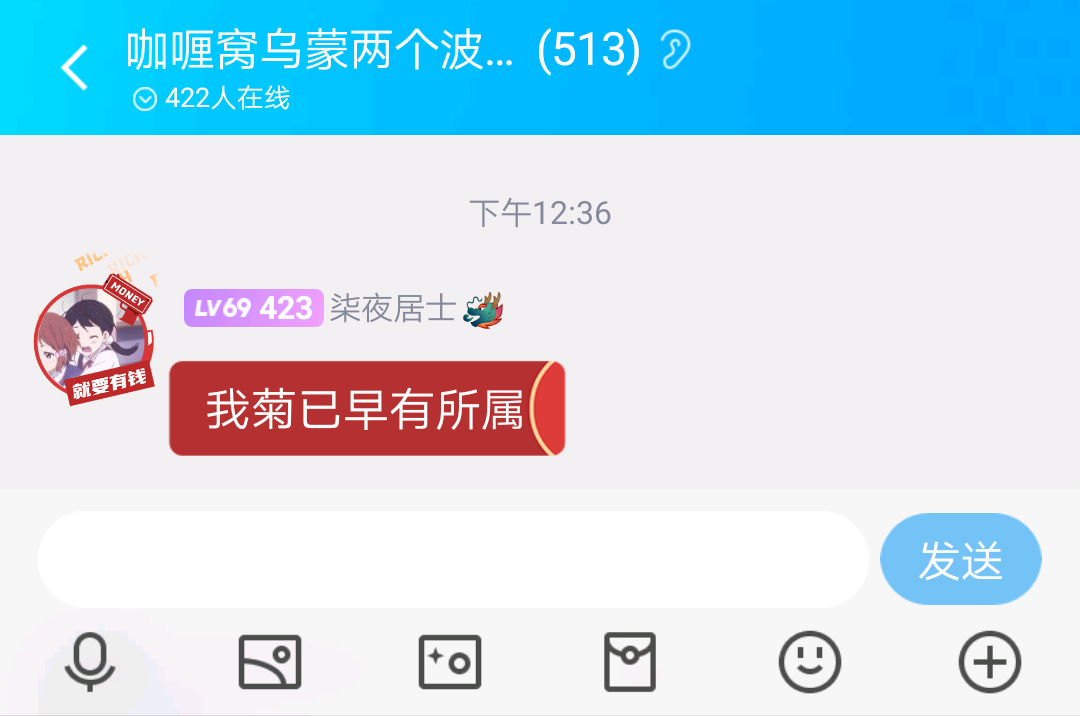 咖喱窝乌蒙两个波... (513)
422人在线
下午12:36
RICH
RICH
MONEY
就要有钱
LV69 423 柒夜居士
我菊已早有所属
发送